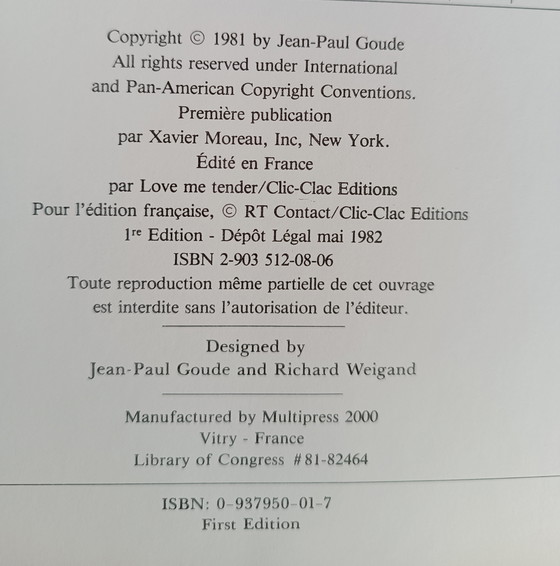 Copyright © 1981 by Jean-Paul Goude
All rights reserved under International
and Pan-American Copyright Conventions.
Première publication
par Xavier Moreau, Inc, New York.
Édité en France
par Love me tender/Clic-Clac Editions
Pour l'édition française, © RT Contact/Clic-Clac Editions
1re Edition - Dépôt Légal mai 1982
ISBN 2-903 512-08-06
Toute reproduction même partielle de cet ouvrage
est interdite sans l'autorisation de l'éditeur.
Designed by
Jean-Paul Goude and Richard Weigand
Manufactured by Multipress 2000
Vitry - France
Library of Congress #81-82464
ISBN: 0-937950-01-7
First Edition